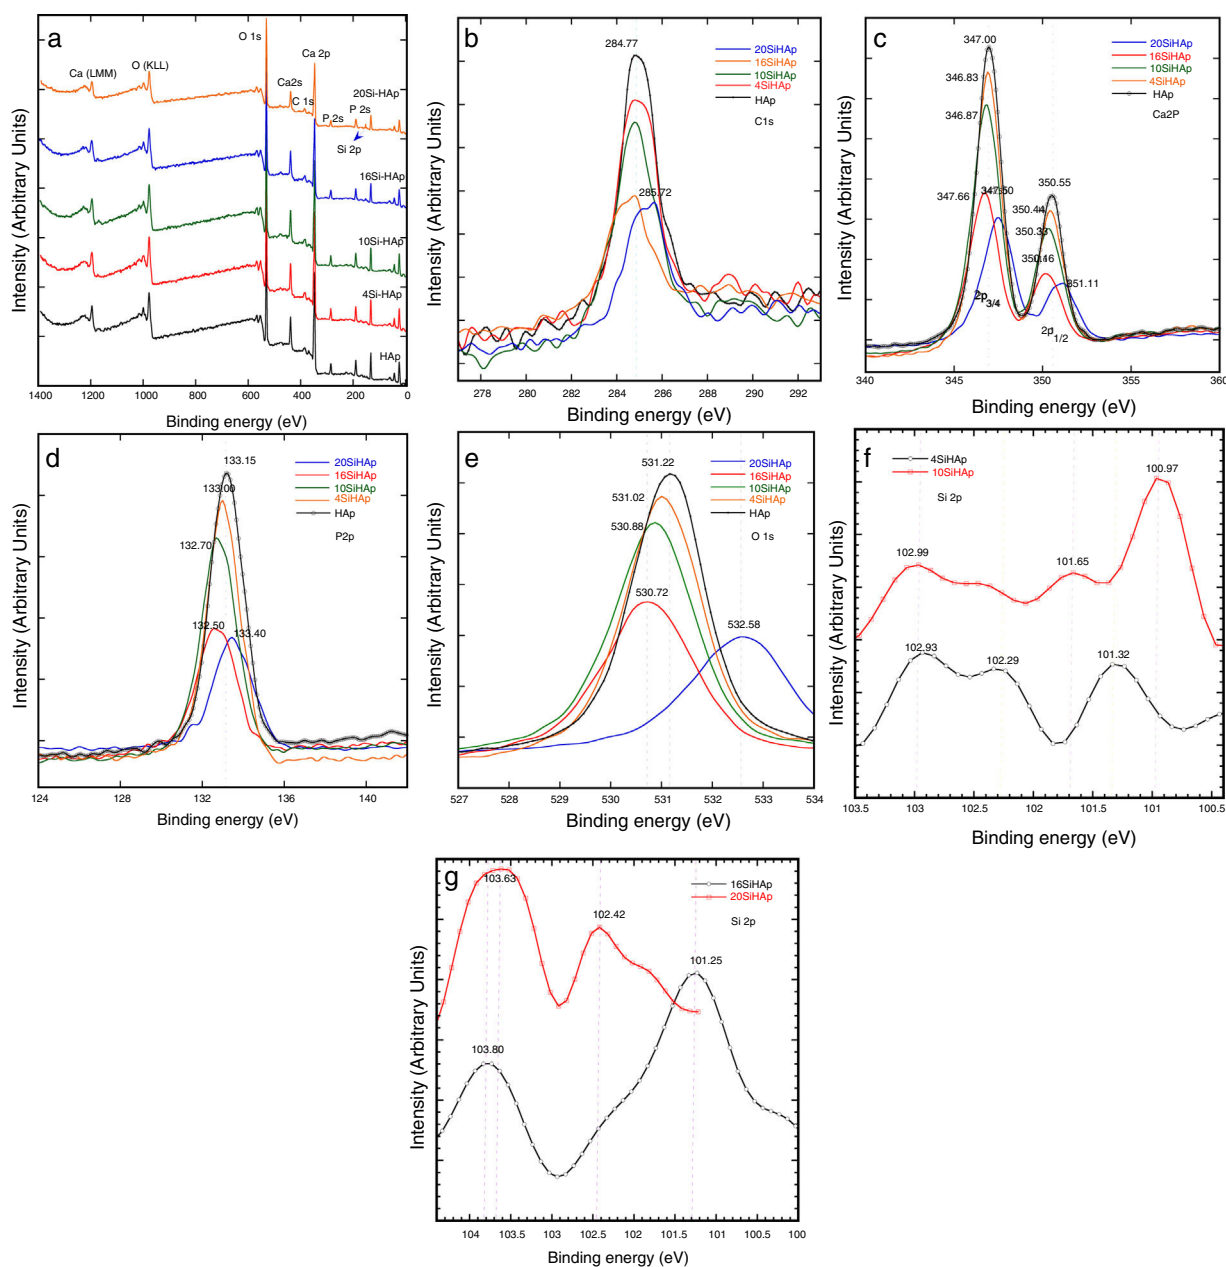 a
O 1s
Ca 2p
Ca (LMM)
O (KLL)
Ca2s
C 1s
20Si-HAp
P 2s
P 2s
Si 2p
16Si-HAp
10Si-HAp
4Si-HAp
HAp
Intensity (Arbitrary Units)
1400 1200 1000 800 600 400 200 0
Binding energy (eV)
b
284.77
20SiHAp
16SiHAp
10SiHAp
4SiHAp
HAp
C1s
285.72
Intensity (Arbitrary Units)
278 280 282 284 286 288 290 292
Binding energy (eV)
c
347.00
20SiHAp
16SiHAp
10SiHAp
4SiHAp
HAp
Ca2P
346.83
346.87
347.66
347.50
350.55
350.44
350.33
350.16
351.11
2p 3/4
2p 1/2
Intensity (Arbitrary Units)
340 345 350 355 360
Binding energy (eV)
d
133.15
133.00
132.70
132.50
133.40
20SiHAp
16SiHAp
10SiHAp
4SiHAp
HAp
P2p
Intensity (Arbitrary Units)
124 128 132 136 140
Binding energy (eV)
e
531.22
531.02
530.88
530.72
532.58
20SiHAp
16SiHAp
10SiHAp
4SiHAp
HAp
O 1s
Intensity (Arbitrary Units)
527 528 529 530 531 532 533 534
Binding energy (eV)
f
4SiHAp
10SiHAp
Si 2p
100.97
102.99
101.65
102.93
102.29
101.32
Intensity (Arbitrary Units)
103.5 103 102.5 102 101.5 101 100.5
Binding energy (eV)
g
103.63
16SiHAp
20SiHAp
Si 2p
102.42
101.25
103.80
Intensity (Arbitrary Units)
104 103.5 103 102.5 102 101.5 101 100.5 100
Binding energy (eV)